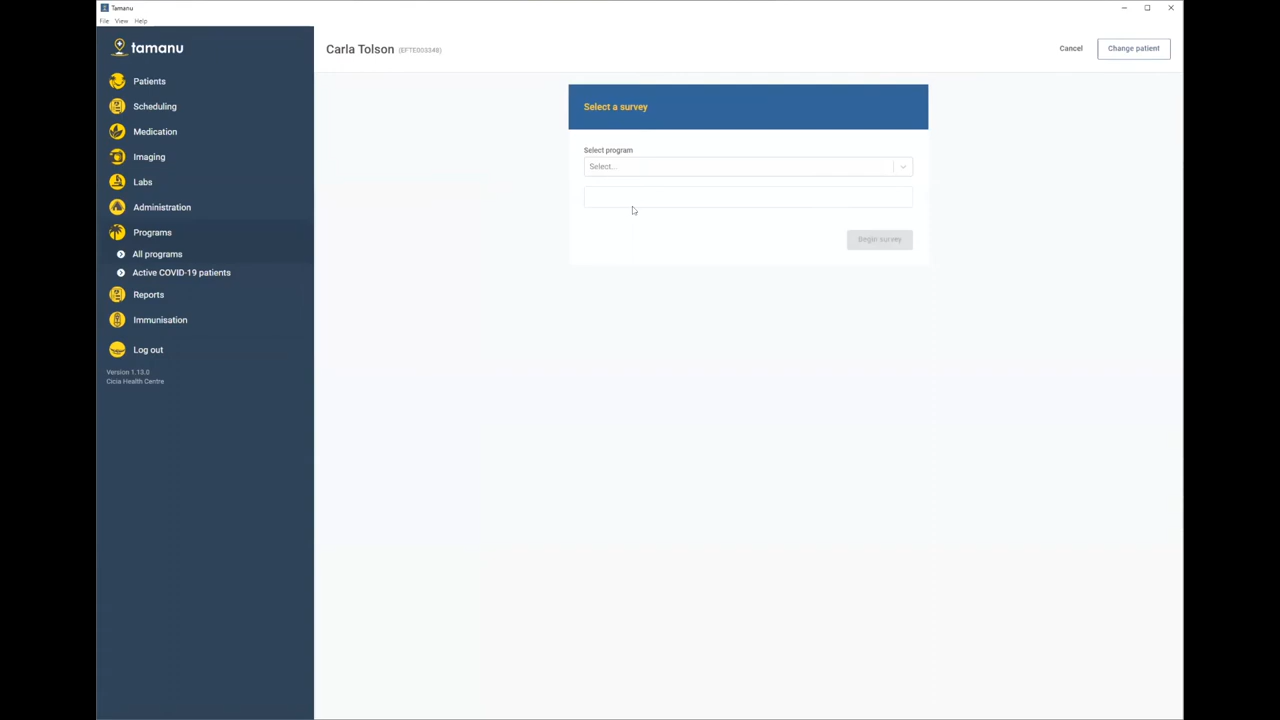 Tamanu
File View Help
tamanu
Carla Tolson (EFTE003348)
Cancel
Change patient
Patients
Scheduling
Medication
Imaging
Labs
Administration
Programs
All programs
Active COVID-19 patients
Reports
Immunisation
Log out
Version 1.13.0
Cicia Health Centre
Select a survey
Select program
Select...
Begin survey